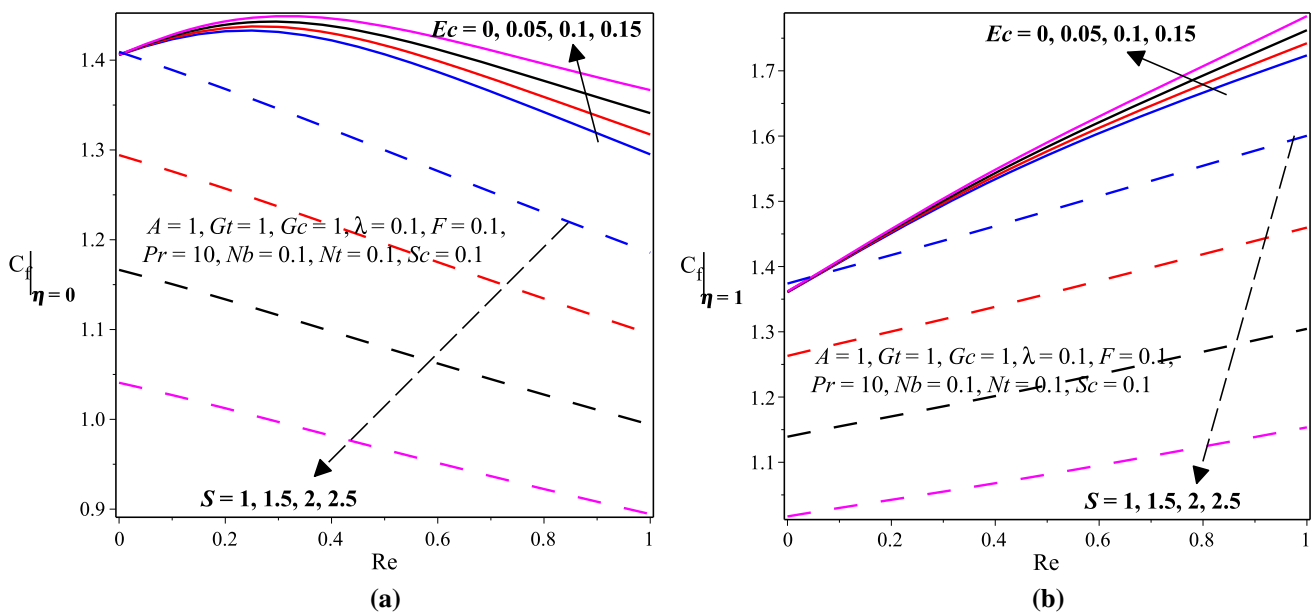 Ec = 0, 0.05, 0.1, 0.15
1.4
1.3
A = 1, Gt = 1, Gc = 1, λ = 0.1, F = 0.1,
1.2
Pr = 10, Nb = 0.1, Nt = 0.1, Sc = 0.1
C_f|η = 0
1.1
1.0
S = 1, 1.5, 2, 2.5
0.9
0 0.2 0.4 0.6 0.8 1
Re
(a)
Ec = 0, 0.05, 0.1, 0.15
1.7
1.6
1.5
1.4
C_f|η = 1
1.3
A = 1, Gt = 1, Gc = 1, λ = 0.1, F = 0.1,
Pr = 10, Nb = 0.1, Nt = 0.1, Sc = 0.1
1.2
1.1
S = 1, 1.5, 2, 2.5
0 0.2 0.4 0.6 0.8 1
Re
(b)